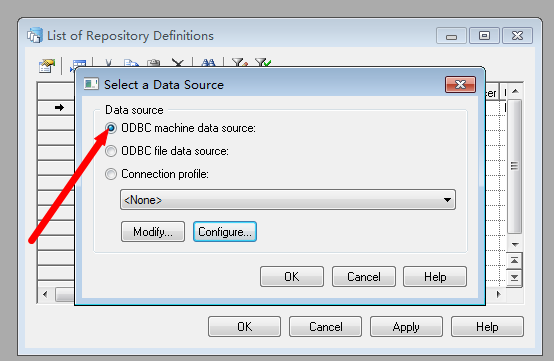 List of Repository Definitions
Select a Data Source
Data source
ODBC machine data source:
ODBC file data source:
Connection profile:
<None>
Modify...
Configure...
OK Cancel Help
OK Cancel Apply Help